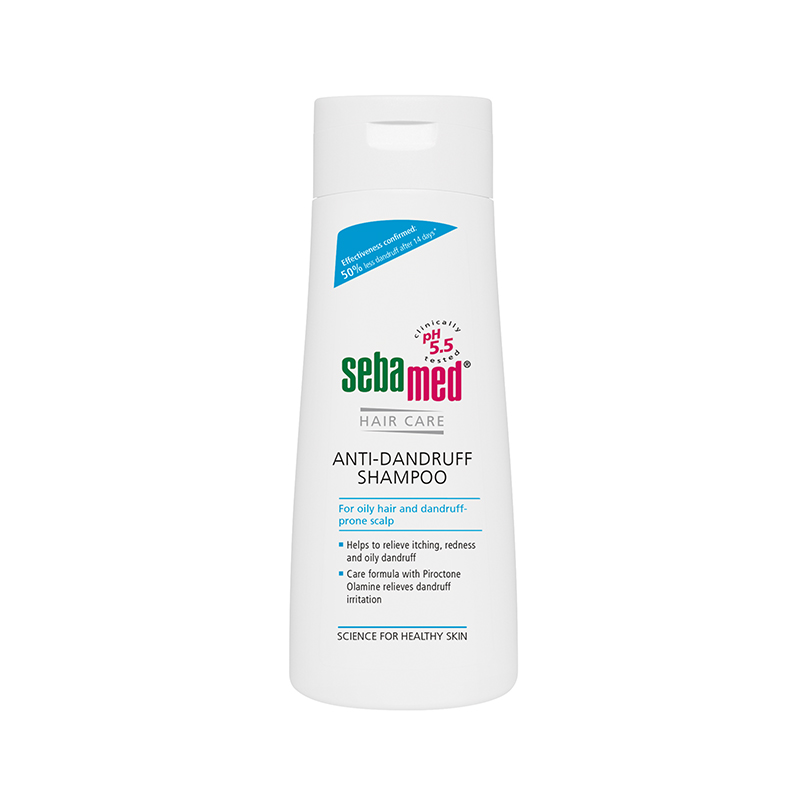 Effectiveness confirmed:
50% less dandruff after 14 days*
clinically
pH
5.5
tested
sebamed®
HAIR CARE
ANTI-DANDRUFF
SHAMPOO
For oily hair and dandruff-
prone scalp
▪ Helps to relieve itching, redness
and oily dandruff
▪ Care formula with Piroctone
Olamine relieves dandruff
irritation
SCIENCE FOR HEALTHY SKIN